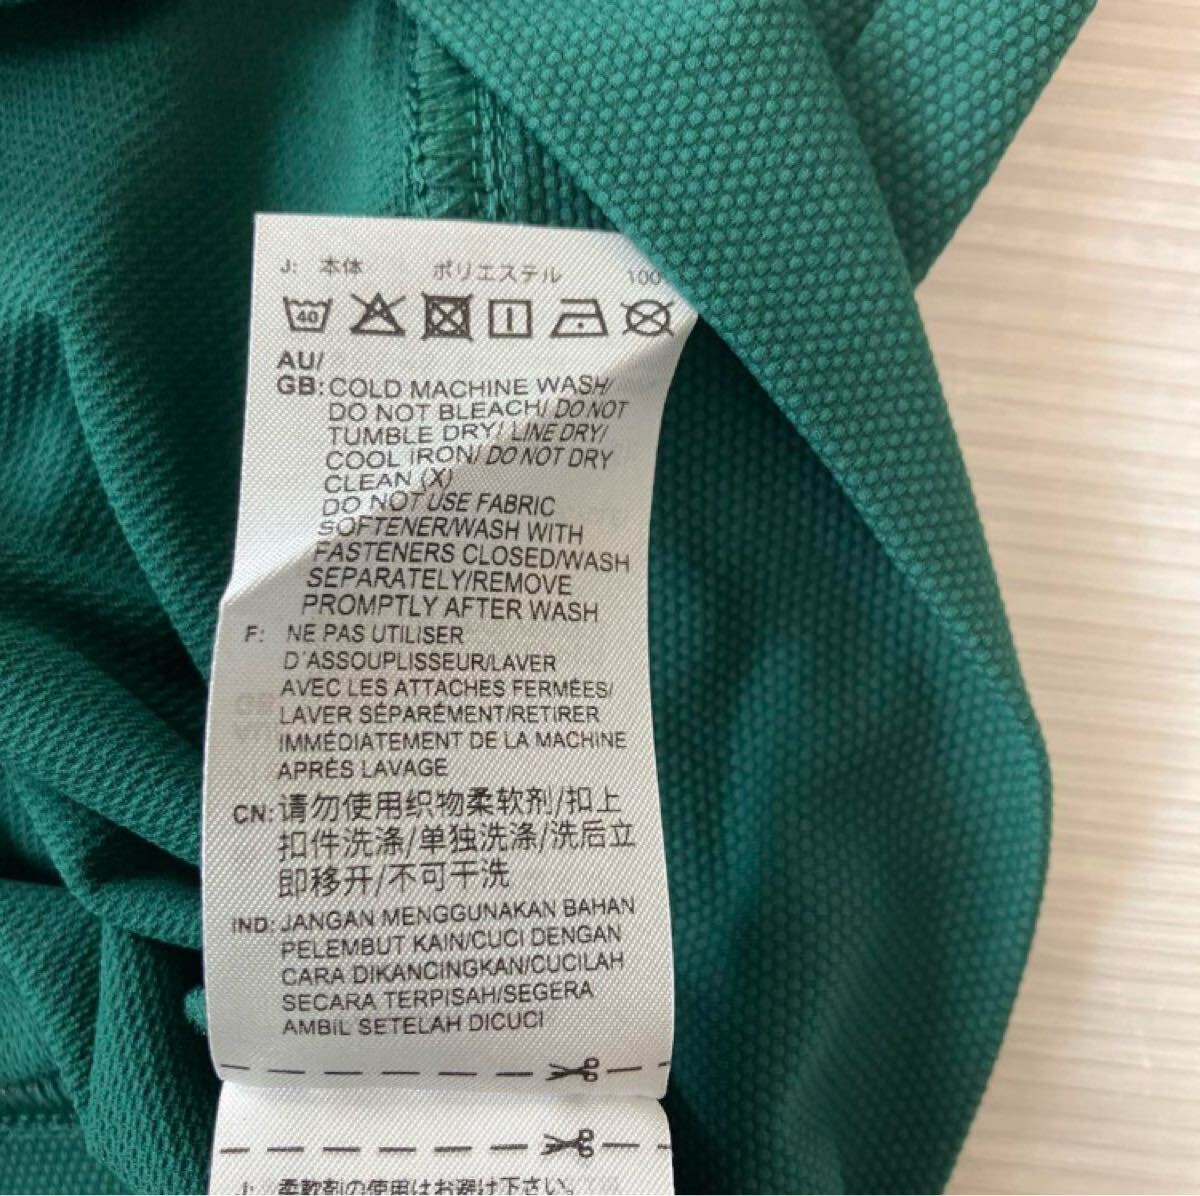 J: 本体 ポリエステル 100
40
AU/
GB: COLD MACHINE WASH/
DO NOT BLEACH/ DO NOT
TUMBLE DRY/ LINE DRY/
COOL IRON/ DO NOT DRY
CLEAN (X)
DO NOT USE FABRIC
SOFTENER/WASH WITH
FASTENERS CLOSED/WASH
SEPARATELY/REMOVE
PROMPTLY AFTER WASH
F: NE PAS UTILISER
D'ASSOUPLISSEUR/LAVER
AVEC LES ATTACHES FERMÉES/
LAVER SÉPARÉMENT/RETIRER
IMMÉDIATEMENT DE LA MACHINE
APRÈS LAVAGE
CN: 请勿使用织物柔软剂/扣上
扣件洗涤/单独洗涤/洗后立
即移开/不可干洗
IND: JANGAN MENGGUNAKAN BAHAN
PELEMBUT KAIN/CUCI DENGAN
CARA DIKANCINGKAN/CUCILAH
SECARA TERPISAH/SEGERA
AMBIL SETELAH DICUCI
J: 柔軟剤の使用はお避け下さい。